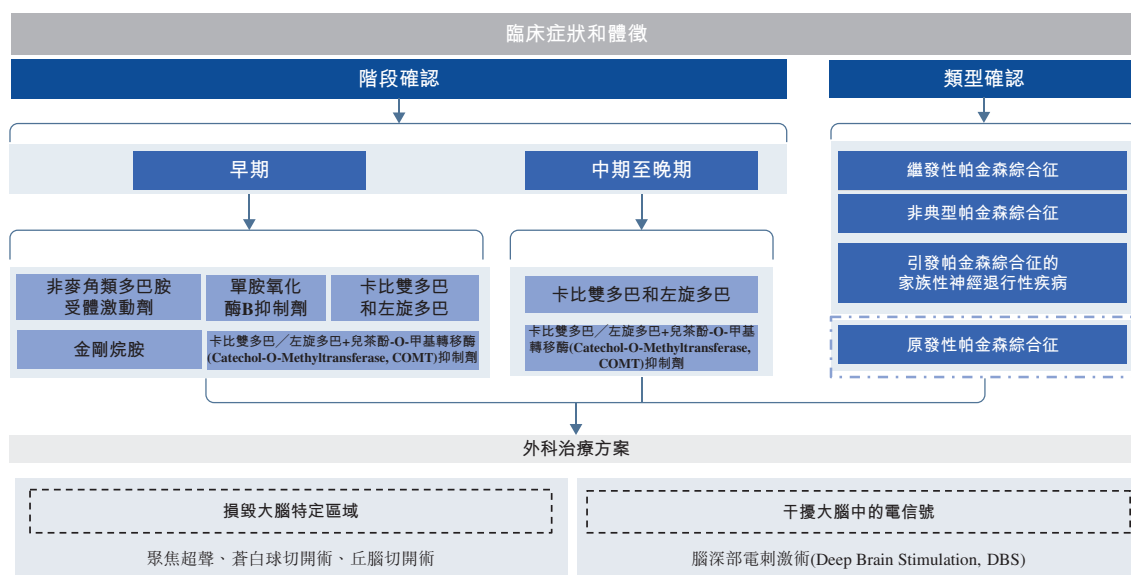 臨床症狀和體徵
階段確認
類型確認
早期
中期至晚期
繼發性帕金森綜合征
非典型帕金森綜合征
引發帕金森綜合征的
家族性神經退行性疾病
原發性帕金森綜合征
非麥角類多巴胺
受體激動劑
單胺氧化
酶B抑制劑
卡比雙多巴
和左旋多巴
金剛烷胺
卡比雙多巴／左旋多巴+兒茶酚-O-甲基轉移酶
(Catechol-O-Methyltransferase, COMT)抑制劑
卡比雙多巴和左旋多巴
卡比雙多巴／左旋多巴+兒茶酚-O-甲基
轉移酶(Catechol-O-Methyltransferase,
COMT)抑制劑
外科治療方案
損毀大腦特定區域
聚焦超聲、蒼白球切開術、丘腦切開術
干擾大腦中的電信號
腦深部電刺激術(Deep Brain Stimulation, DBS)